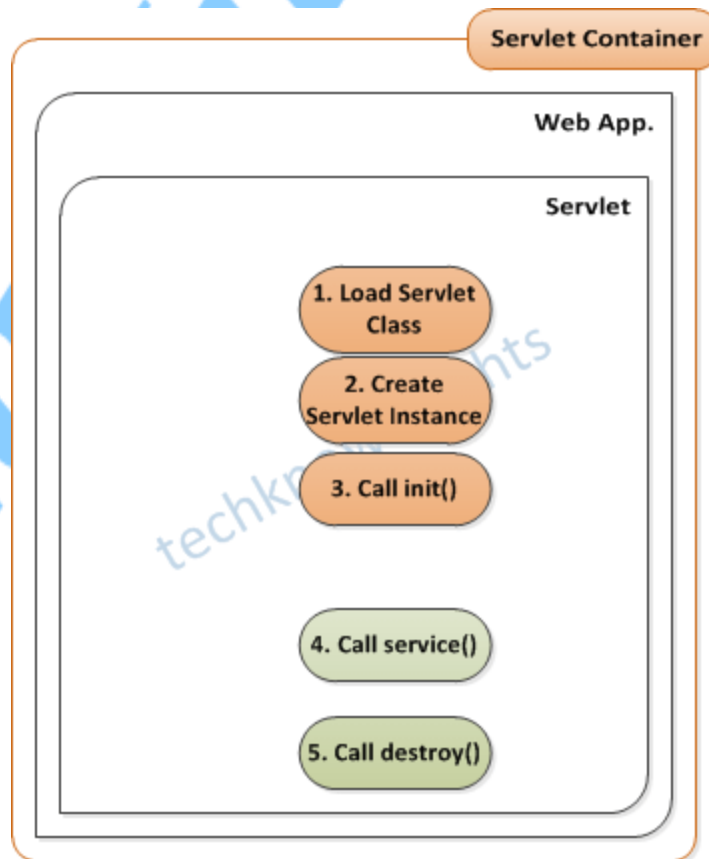 Servlet Container
Web App.
Servlet
1. Load Servlet
Class
2. Create
Servlet Instance
3. Call init()
4. Call service()
5. Call destroy()